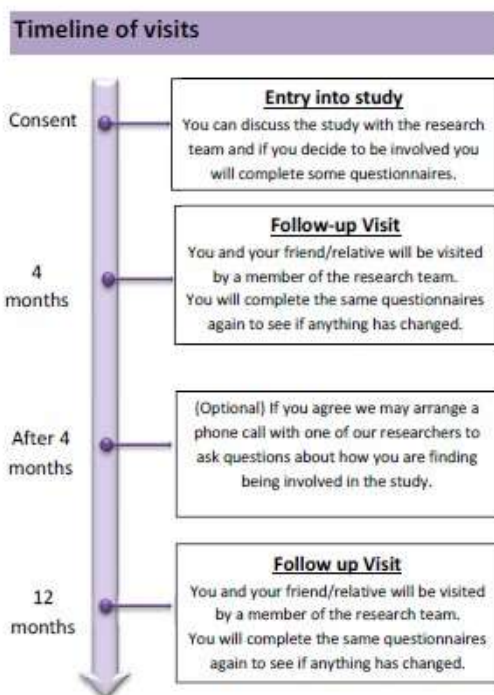 Timeline of visits
Consent
Entry into study
You can discuss the study with the research
team and if you decide to be involved you
will complete some questionnaires.
4
months
Follow-up Visit
You and your friend/relative will be visited
by a member of the research team.
You will complete the same questionnaires
again to see if anything has changed.
After 4
months
(Optional) If you agree we may arrange a
phone call with one of our researchers to
ask questions about how you are finding
being involved in the study.
12
months
Follow up Visit
You and your friend/relative will be visited
by a member of the research team.
You will complete the same questionnaires
again to see if anything has changed.